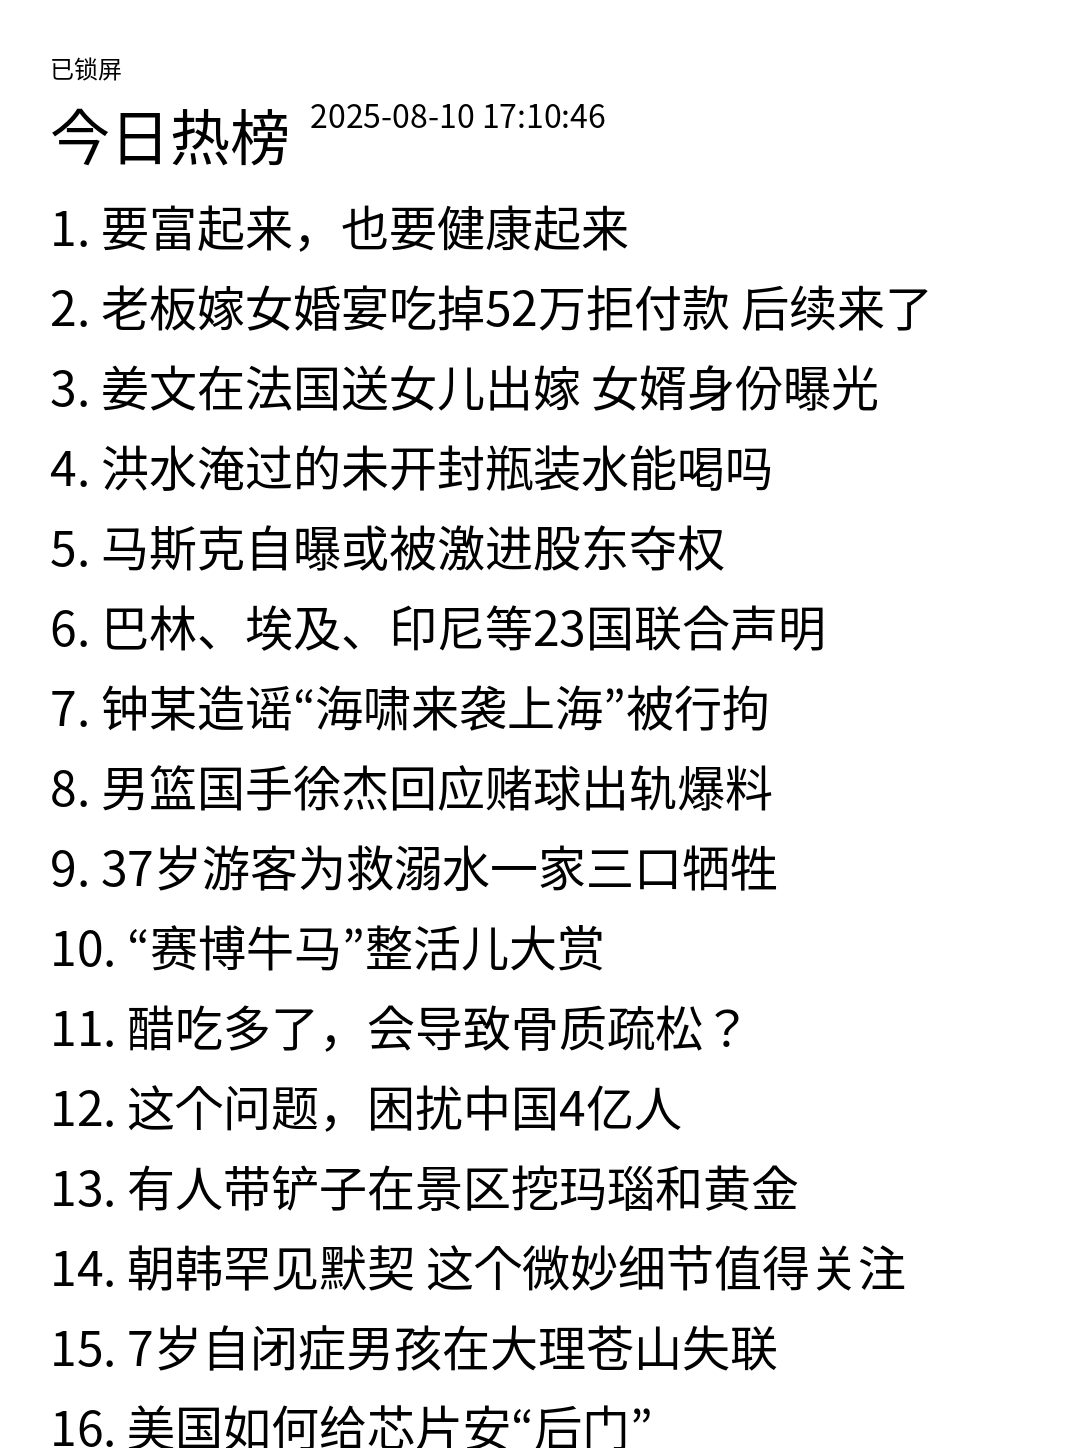 已锁屏
今日热榜 2025-08-10 17:10:46
1. 要富起来，也要健康起来
2. 老板嫁女婚宴吃掉52万拒付款 后续来了
3. 姜文在法国送女儿出嫁 女婿身份曝光
4. 洪水淹过的未开封瓶装水能喝吗
5. 马斯克自曝或被激进股东夺权
6. 巴林、埃及、印尼等23国联合声明
7. 钟某造谣“海啸来袭上海”被行拘
8. 男篮国手徐杰回应赌球出轨爆料
9. 37岁游客为救溺水一家三口牺牲
10. “赛博牛马”整活儿大赏
11. 醋吃多了，会导致骨质疏松？
12. 这个问题，困扰中国4亿人
13. 有人带铲子在景区挖玛瑙和黄金
14. 朝韩罕见默契 这个微妙细节值得关注
15. 7岁自闭症男孩在大理苍山失联
16. 美国如何给芯片安“后门”